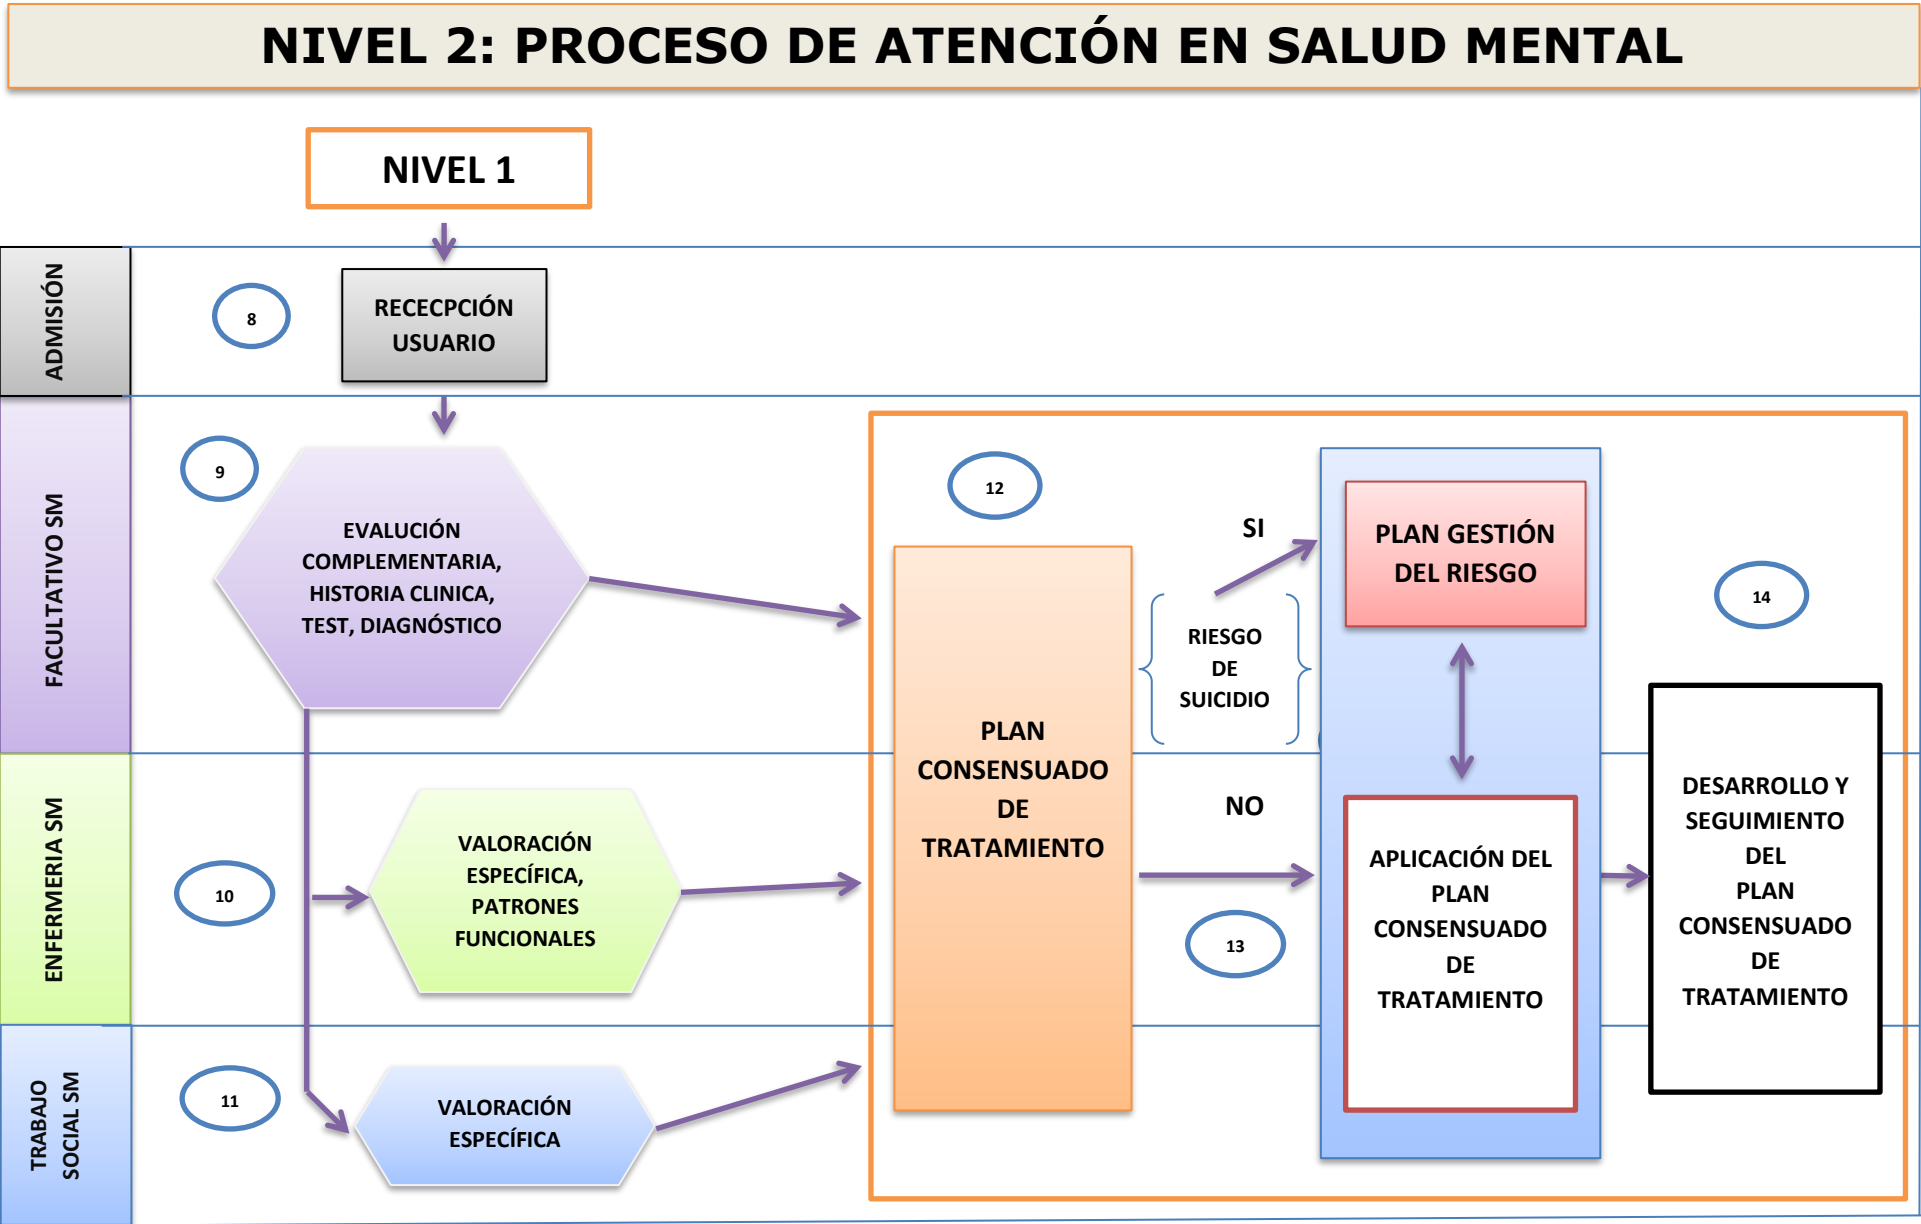 NIVEL 2: PROCESO DE ATENCIÓN EN SALUD MENTAL
NIVEL 1
ADMISIÓN
8
RECECPCIÓN
USUARIO
FACULTATIVO SM
9
EVALUCIÓN
COMPLEMENTARIA,
HISTORIA CLINICA,
TEST, DIAGNÓSTICO
12
SI
PLAN GESTIÓN
DEL RIESGO
14
RIESGO
DE
SUICIDIO
PLAN
CONSENSUADO
DE
TRATAMIENTO
ENFERMERIA SM
10
VALORACIÓN
ESPECÍFICA,
PATRONES
FUNCIONALES
NO
13
APLICACIÓN DEL
PLAN
CONSENSUADO
DE
TRATAMIENTO
DESARROLLO Y
SEGUIMIENTO
DEL
PLAN
CONSENSUADO
DE
TRATAMIENTO
TRABAJO
SOCIAL SM
11
VALORACIÓN
ESPECÍFICA